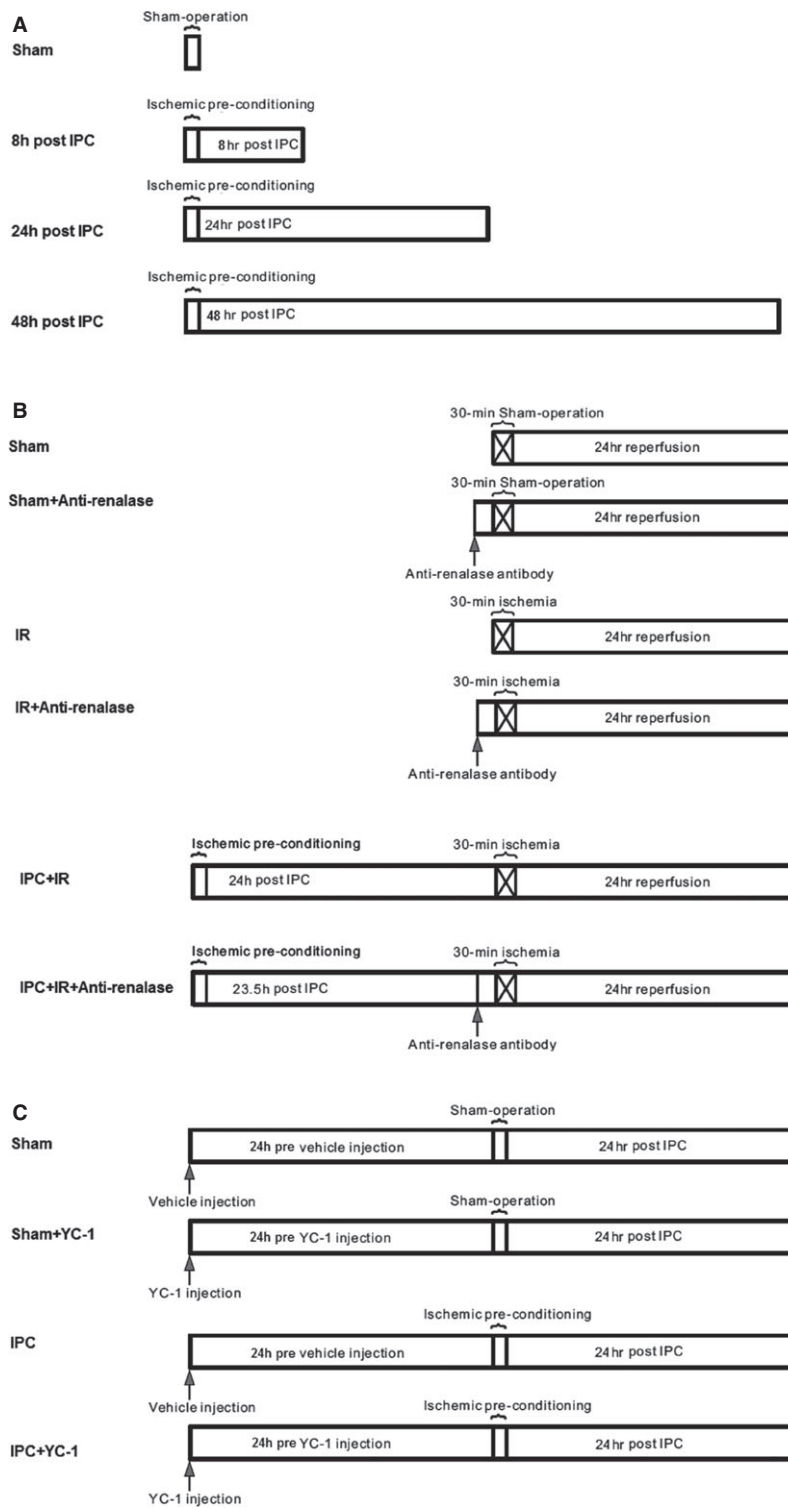 A
Sham-operation
Sham
Ischemic pre-conditioning
8h post IPC
8hr post IPC
Ischemic pre-conditioning
24h post IPC
24hr post IPC
Ischemic pre-conditioning
48h post IPC
48 hr post IPC
B
30-min Sham-operation
Sham
24hr reperfusion
30-min Sham-operation
Sham+Anti-renalase
24hr reperfusion
Anti-renalase antibody
30-min ischemia
IR
24hr reperfusion
30-min ischemia
IR+Anti-renalase
24hr reperfusion
Anti-renalase antibody
Ischemic pre-conditioning 30-min ischemia
IPC+IR
24h post IPC 24hr reperfusion
Ischemic pre-conditioning 30-min ischemia
IPC+IR+Anti-renalase
23.5h post IPC 24hr reperfusion
Anti-renalase antibody
C
Sham-operation
Sham
24h pre vehicle injection 24hr post IPC
Vehicle injection
Sham-operation
Sham+YC-1
24h pre YC-1 injection 24hr post IPC
YC-1 injection
Ischemic pre-conditioning
IPC
24h pre vehicle injection 24hr post IPC
Vehicle injection
Ischemic pre-conditioning
IPC+YC-1
24h pre YC-1 injection 24hr post IPC
YC-1 injection